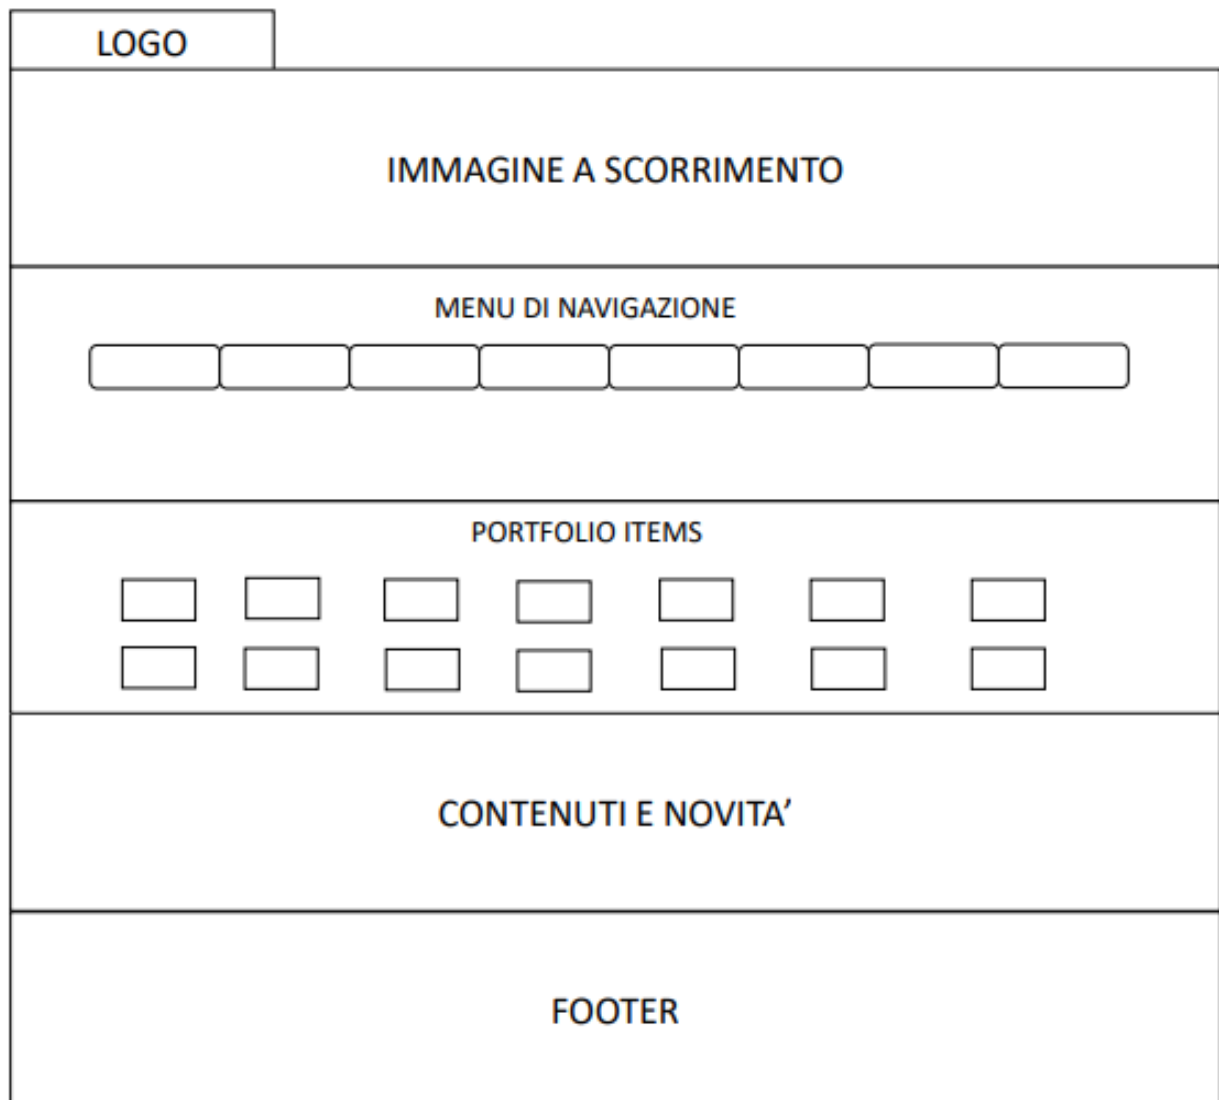 LOGO
IMMAGINE A SCORRIMENTO
MENU DI NAVIGAZIONE
PORTFOLIO ITEMS
CONTENUTI E NOVITA’
FOOTER